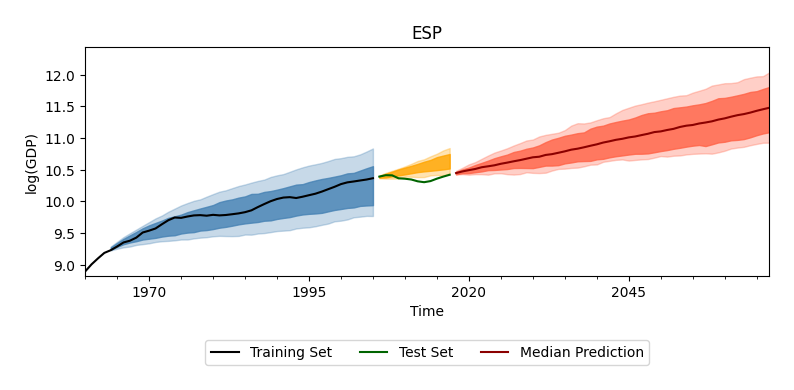 ESP
12.0
11.5
11.0
10.5
10.0
9.5
9.0
log(GDP)
1970 1995 2020 2045
Time
Training Set Test Set Median Prediction